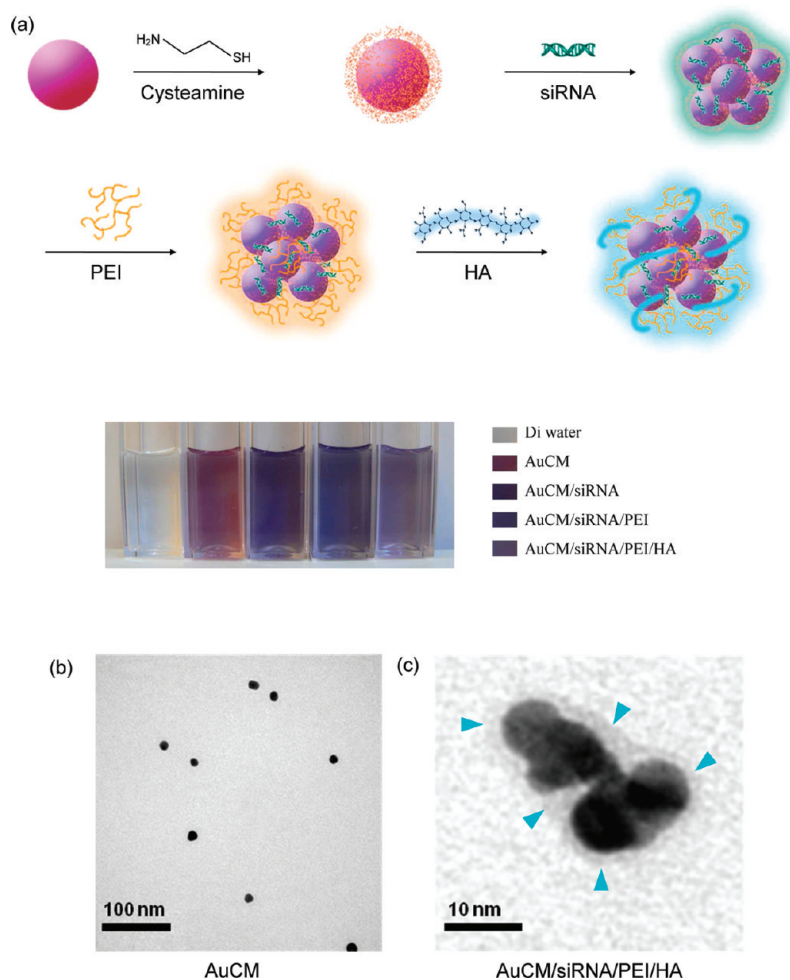 (a)
H₂N
SH
Cysteamine
siRNA
PEI
HA
Di water
AuCM
AuCM/siRNA
AuCM/siRNA/PEI
AuCM/siRNA/PEI/HA
(b)
(c)
100 nm
10 nm
AuCM
AuCM/siRNA/PEI/HA